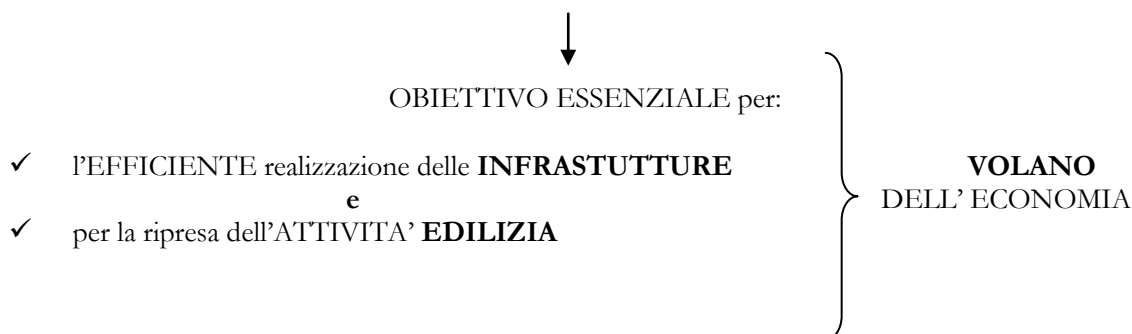 OBIETTIVO ESSENZIALE per:
✓ l'EFFICIENTE realizzazione delle INFRASTUTTURE
e
✓ per la ripresa dell'ATTIVITA' EDILIZIA
VOLANO
DELL' ECONOMIA